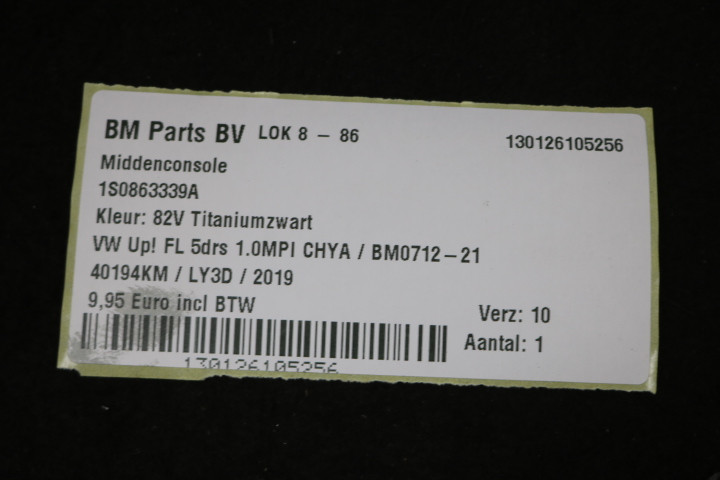 BM Parts BV LOK 8 - 86 130126105256
Middenconsole
1S0863339A
Kleur: 82V Titaniumzwart
VW Up! FL 5drs 1.0MPI CHYA / BM0712-21
40194KM / LY3D / 2019
9,95 Euro incl BTW
Verz: 10
Aantal: 1
130126105256